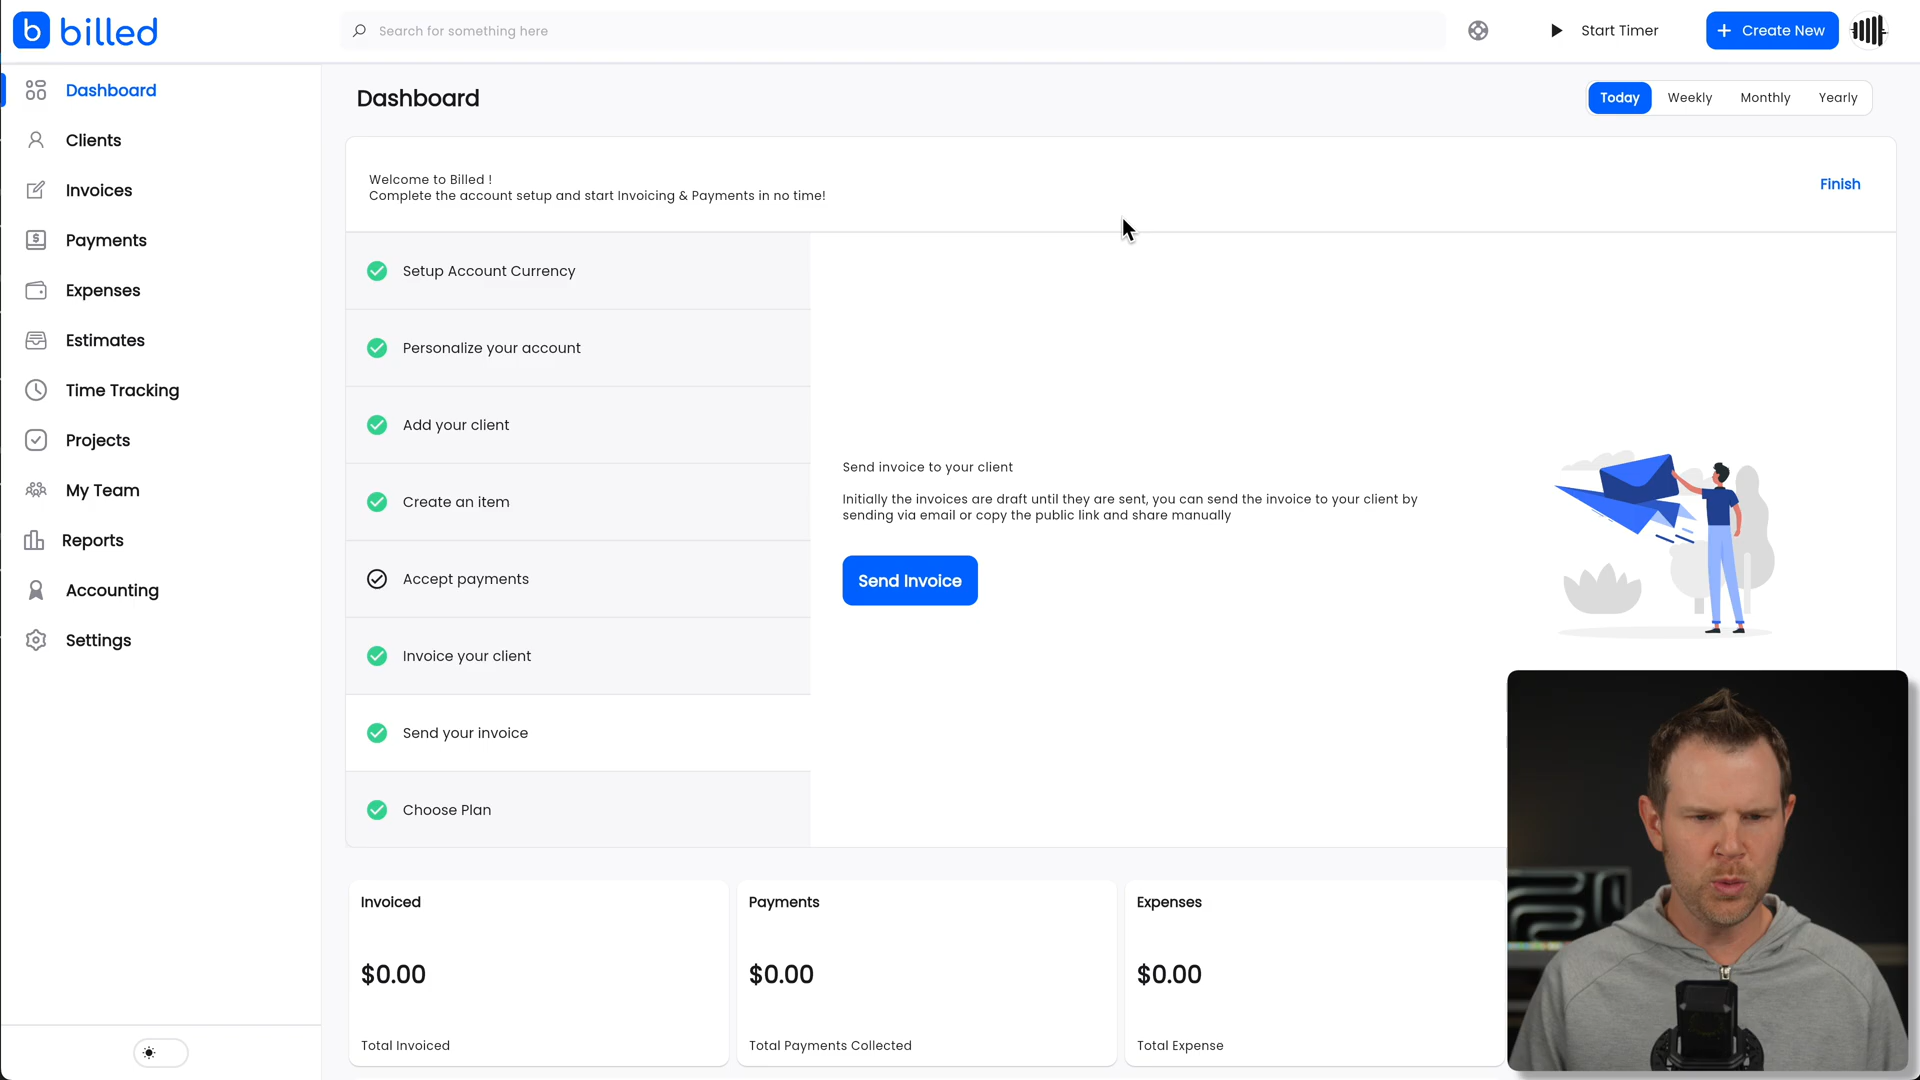 b billed
Search for something here
Start Timer
+ Create New
Dashboard
Clients
Invoices
Payments
Expenses
Estimates
Time Tracking
Projects
My Team
Reports
Accounting
Settings
Dashboard
Today
Weekly
Monthly
Yearly
Welcome to Billed !
Complete the account setup and start Invoicing & Payments in no time!
Finish
Setup Account Currency
Personalize your account
Add your client
Create an item
Accept payments
Invoice your client
Send your invoice
Choose Plan
Send invoice to your client
Initially the invoices are draft until they are sent, you can send the invoice to your client by
sending via email or copy the public link and share manually
Send Invoice
Invoiced
$0.00
Total Invoiced
Payments
$0.00
Total Payments Collected
Expenses
$0.00
Total Expense